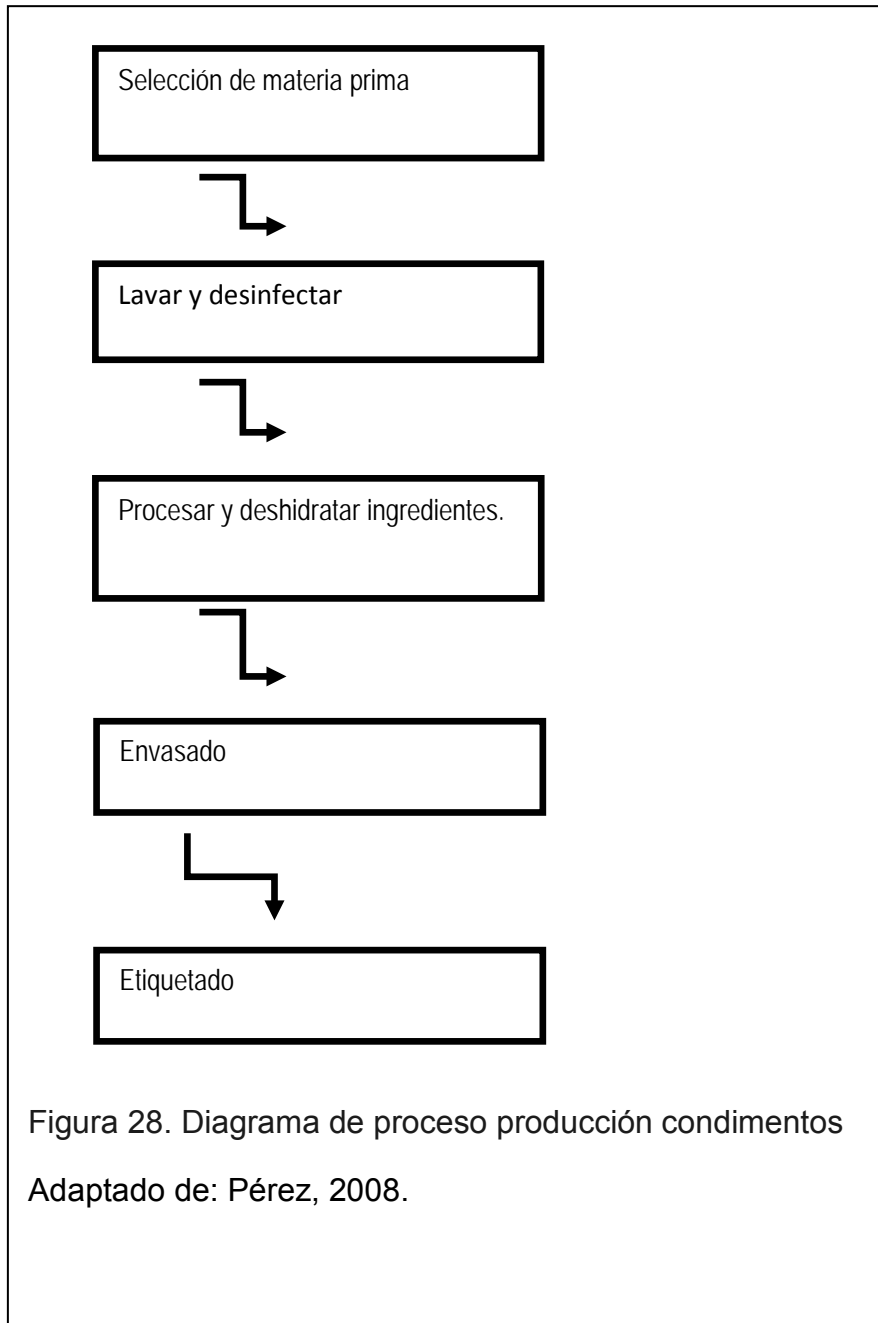 Selección de materia prima
Lavar y desinfectar
Procesar y deshidratar ingredientes.
Envasado
Etiquetado
Figura 28. Diagrama de proceso producción condimentos
Adaptado de: Pérez, 2008.